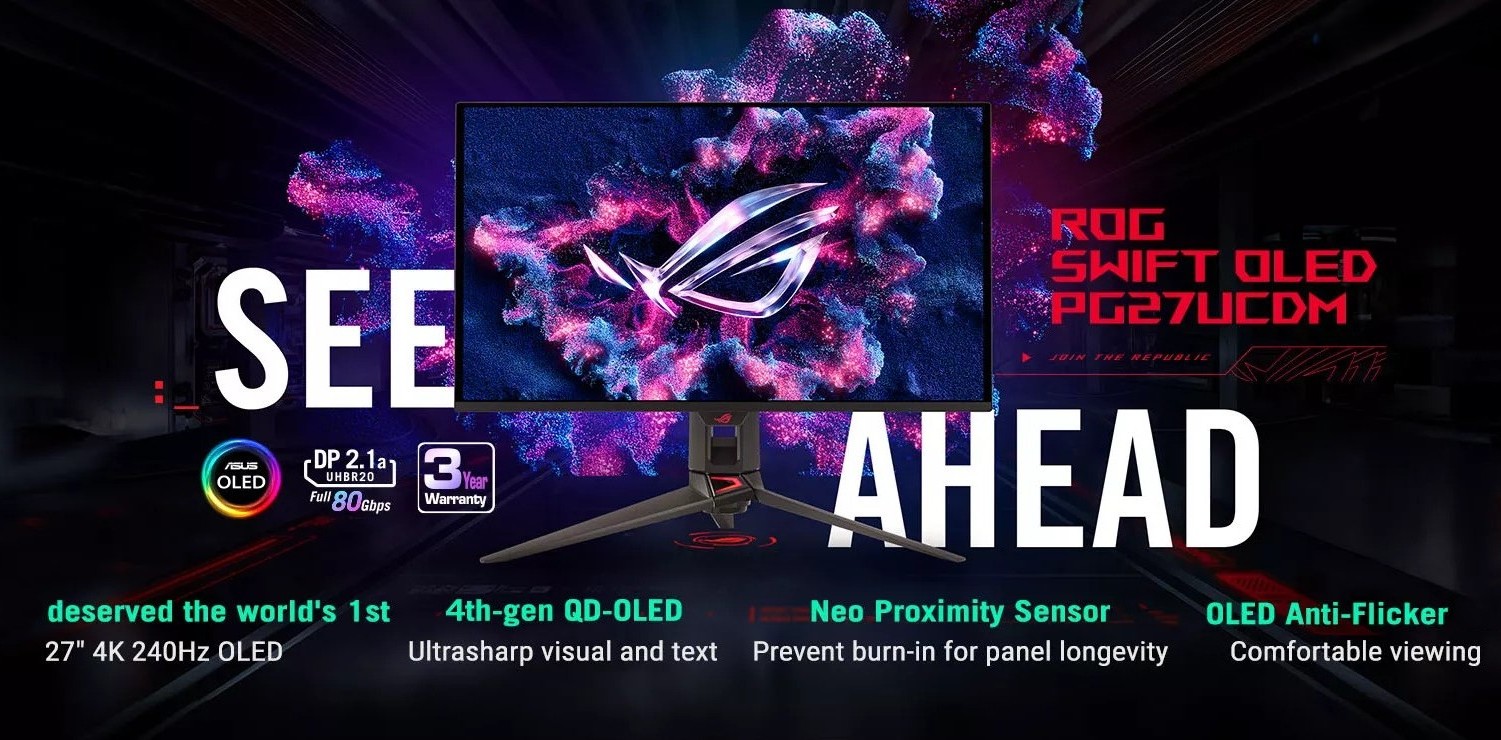 SEE
AHEAD
ROG
SWIFT OLED
PG27UCDM
JOIN THE REPUBLIC
ASUS
OLED
DP 2.1a
UHBR20
Full 80Gbps
3 Year
Warranty
deserved the world's 1st
27" 4K 240Hz OLED
4th-gen QD-OLED
Ultrasharp visual and text
Neo Proximity Sensor
Prevent burn-in for panel longevity
OLED Anti-Flicker
Comfortable viewing